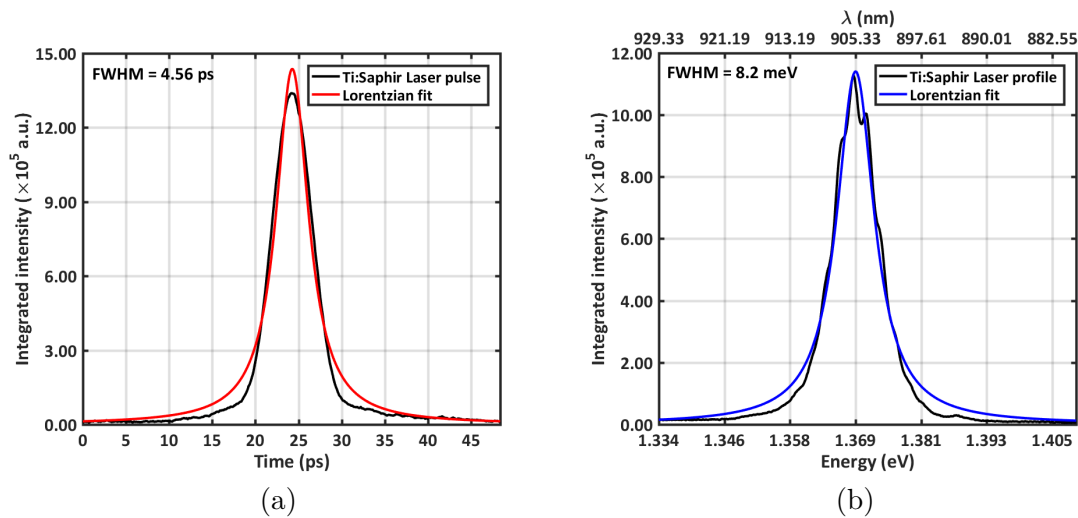 FWHM = 4.56 ps
Ti:Saphir Laser pulse
Lorentzian fit
Integrated intensity (×10⁵ a.u.)
15.00
12.00
9.00
6.00
3.00
0.00
0 5 10 15 20 25 30 35 40 45
Time (ps)
(a)
λ (nm)
929.33 921.19 913.19 905.33 897.61 890.01 882.55
FWHM = 8.2 meV
Ti:Saphir Laser profile
Lorentzian fit
Integrated intensity (×10⁵ a.u.)
12.00
10.00
8.00
6.00
4.00
2.00
0.00
1.334 1.346 1.358 1.369 1.381 1.393 1.405
Energy (eV)
(b)